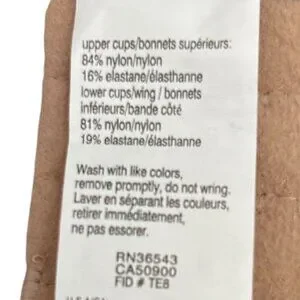 upper cups/bonnets supérieurs:
84% nylon/nylon
16% elastane/élasthanne
lower cups/wing / bonnets
inférieurs/bande côté
81% nylon/nylon
19% elastane/élasthanne
Wash with like colors,
remove promptly, do not wring.
Laver en séparant les couleurs,
retirer immédiatement,
ne pas essorer.
RN36543
CA50900
FID # TE8